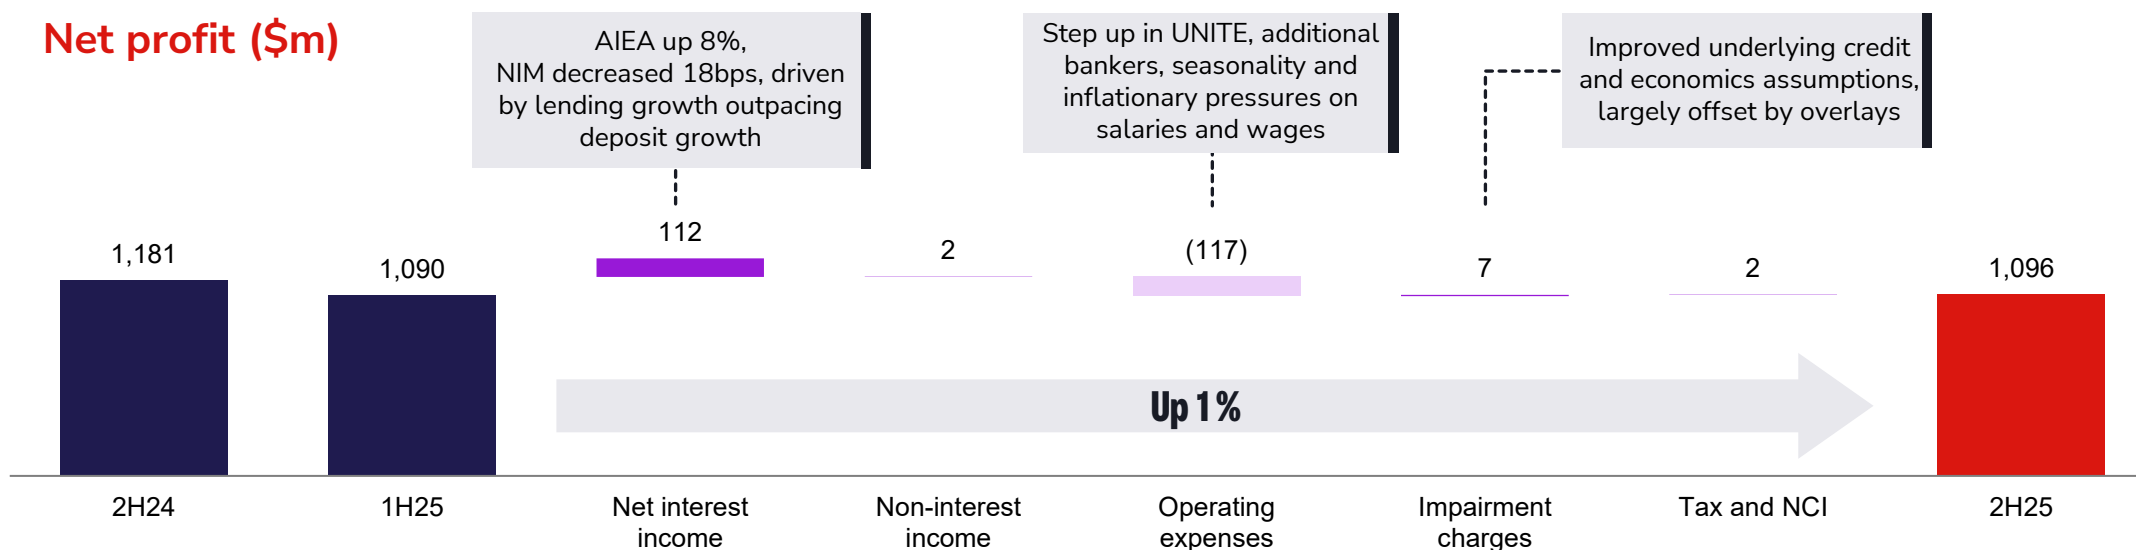 Net profit ($m)
AIEA up 8%,
NIM decreased 18bps, driven
by lending growth outpacing
deposit growth
Step up in UNITE, additional
bankers, seasonality and
inflationary pressures on
salaries and wages
Improved underlying credit
and economics assumptions,
largely offset by overlays
1,181
1,090
112
2
(117)
7
2
1,096
Up 1%
2H24
1H25
Net interest
income
Non-interest
income
Operating
expenses
Impairment
charges
Tax and NCI
2H25